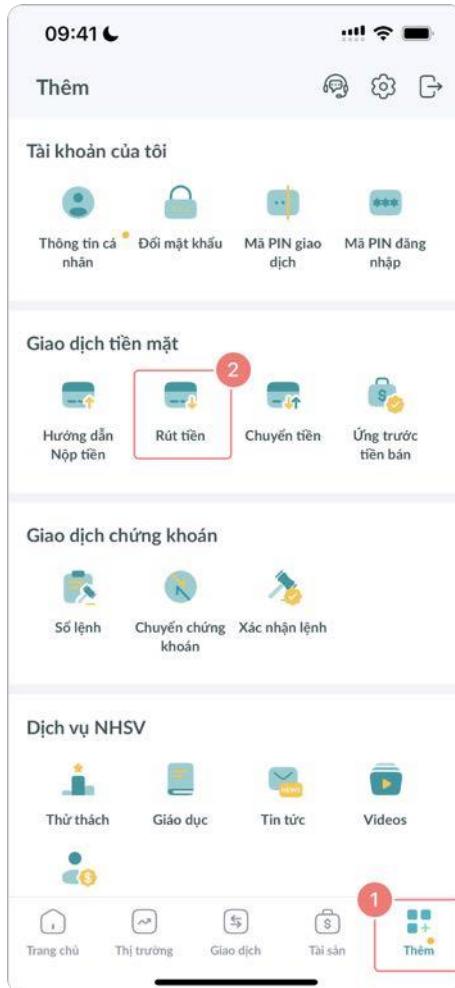 09:41
Thêm
Tài khoản của tôi
Thông tin cá nhân
Đổi mật khẩu
Mã PIN giao dịch
Mã PIN đăng nhập
Giao dịch tiền mặt
2
Hướng dẫn Nộp tiền
Rút tiền
Chuyển tiền
Ứng trước tiền bán
Giao dịch chứng khoán
Sổ lệnh
Chuyển chứng khoán
Xác nhận lệnh
Dịch vụ NHSV
Thử thách
Giáo dục
NEWS
Tin tức
Videos
1
Trang chủ
Thị trường
Giao dịch
Tài sản
Thêm